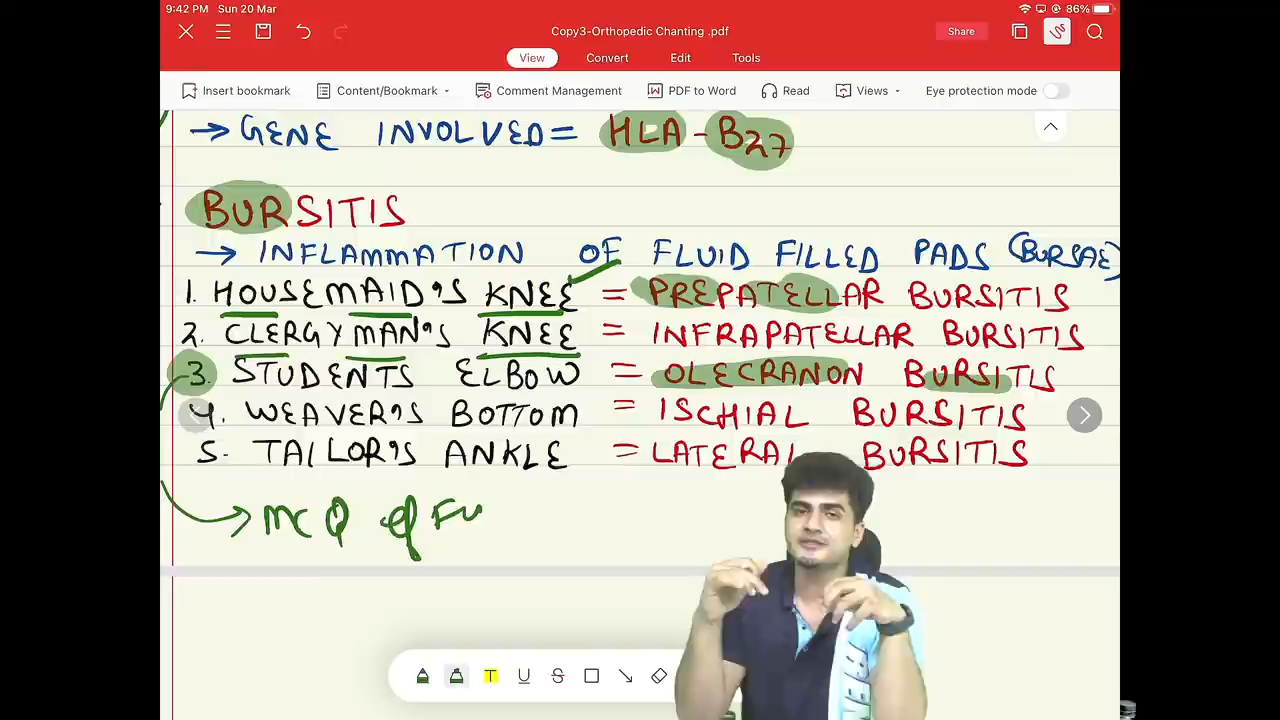 9:42 PM Sun 20 Mar
86%
Copy3-Orthopedic Chanting .pdf
Share
View Convert Edit Tools
Insert bookmark Content/Bookmark Comment Management PDF to Word Read Views Eye protection mode
→ GENE INVOLVED = HLA - B27
BURSITIS
→ INFLAMMATION OF FLUID FILLED PADS (BURSAE)
1. HOUSEMAID'S KNEE = PREPATELLAR BURSITIS
2. CLERGYMAN'S KNEE = INFRAPATELLAR BURSITIS
3. STUDENTS ELBOW = OLECRANON BURSITIS
4. WEAVER'S BOTTOM = ISCHIAL BURSITIS
5. TAILOR'S ANKLE = LATERAL BURSITIS
→ MCQ of